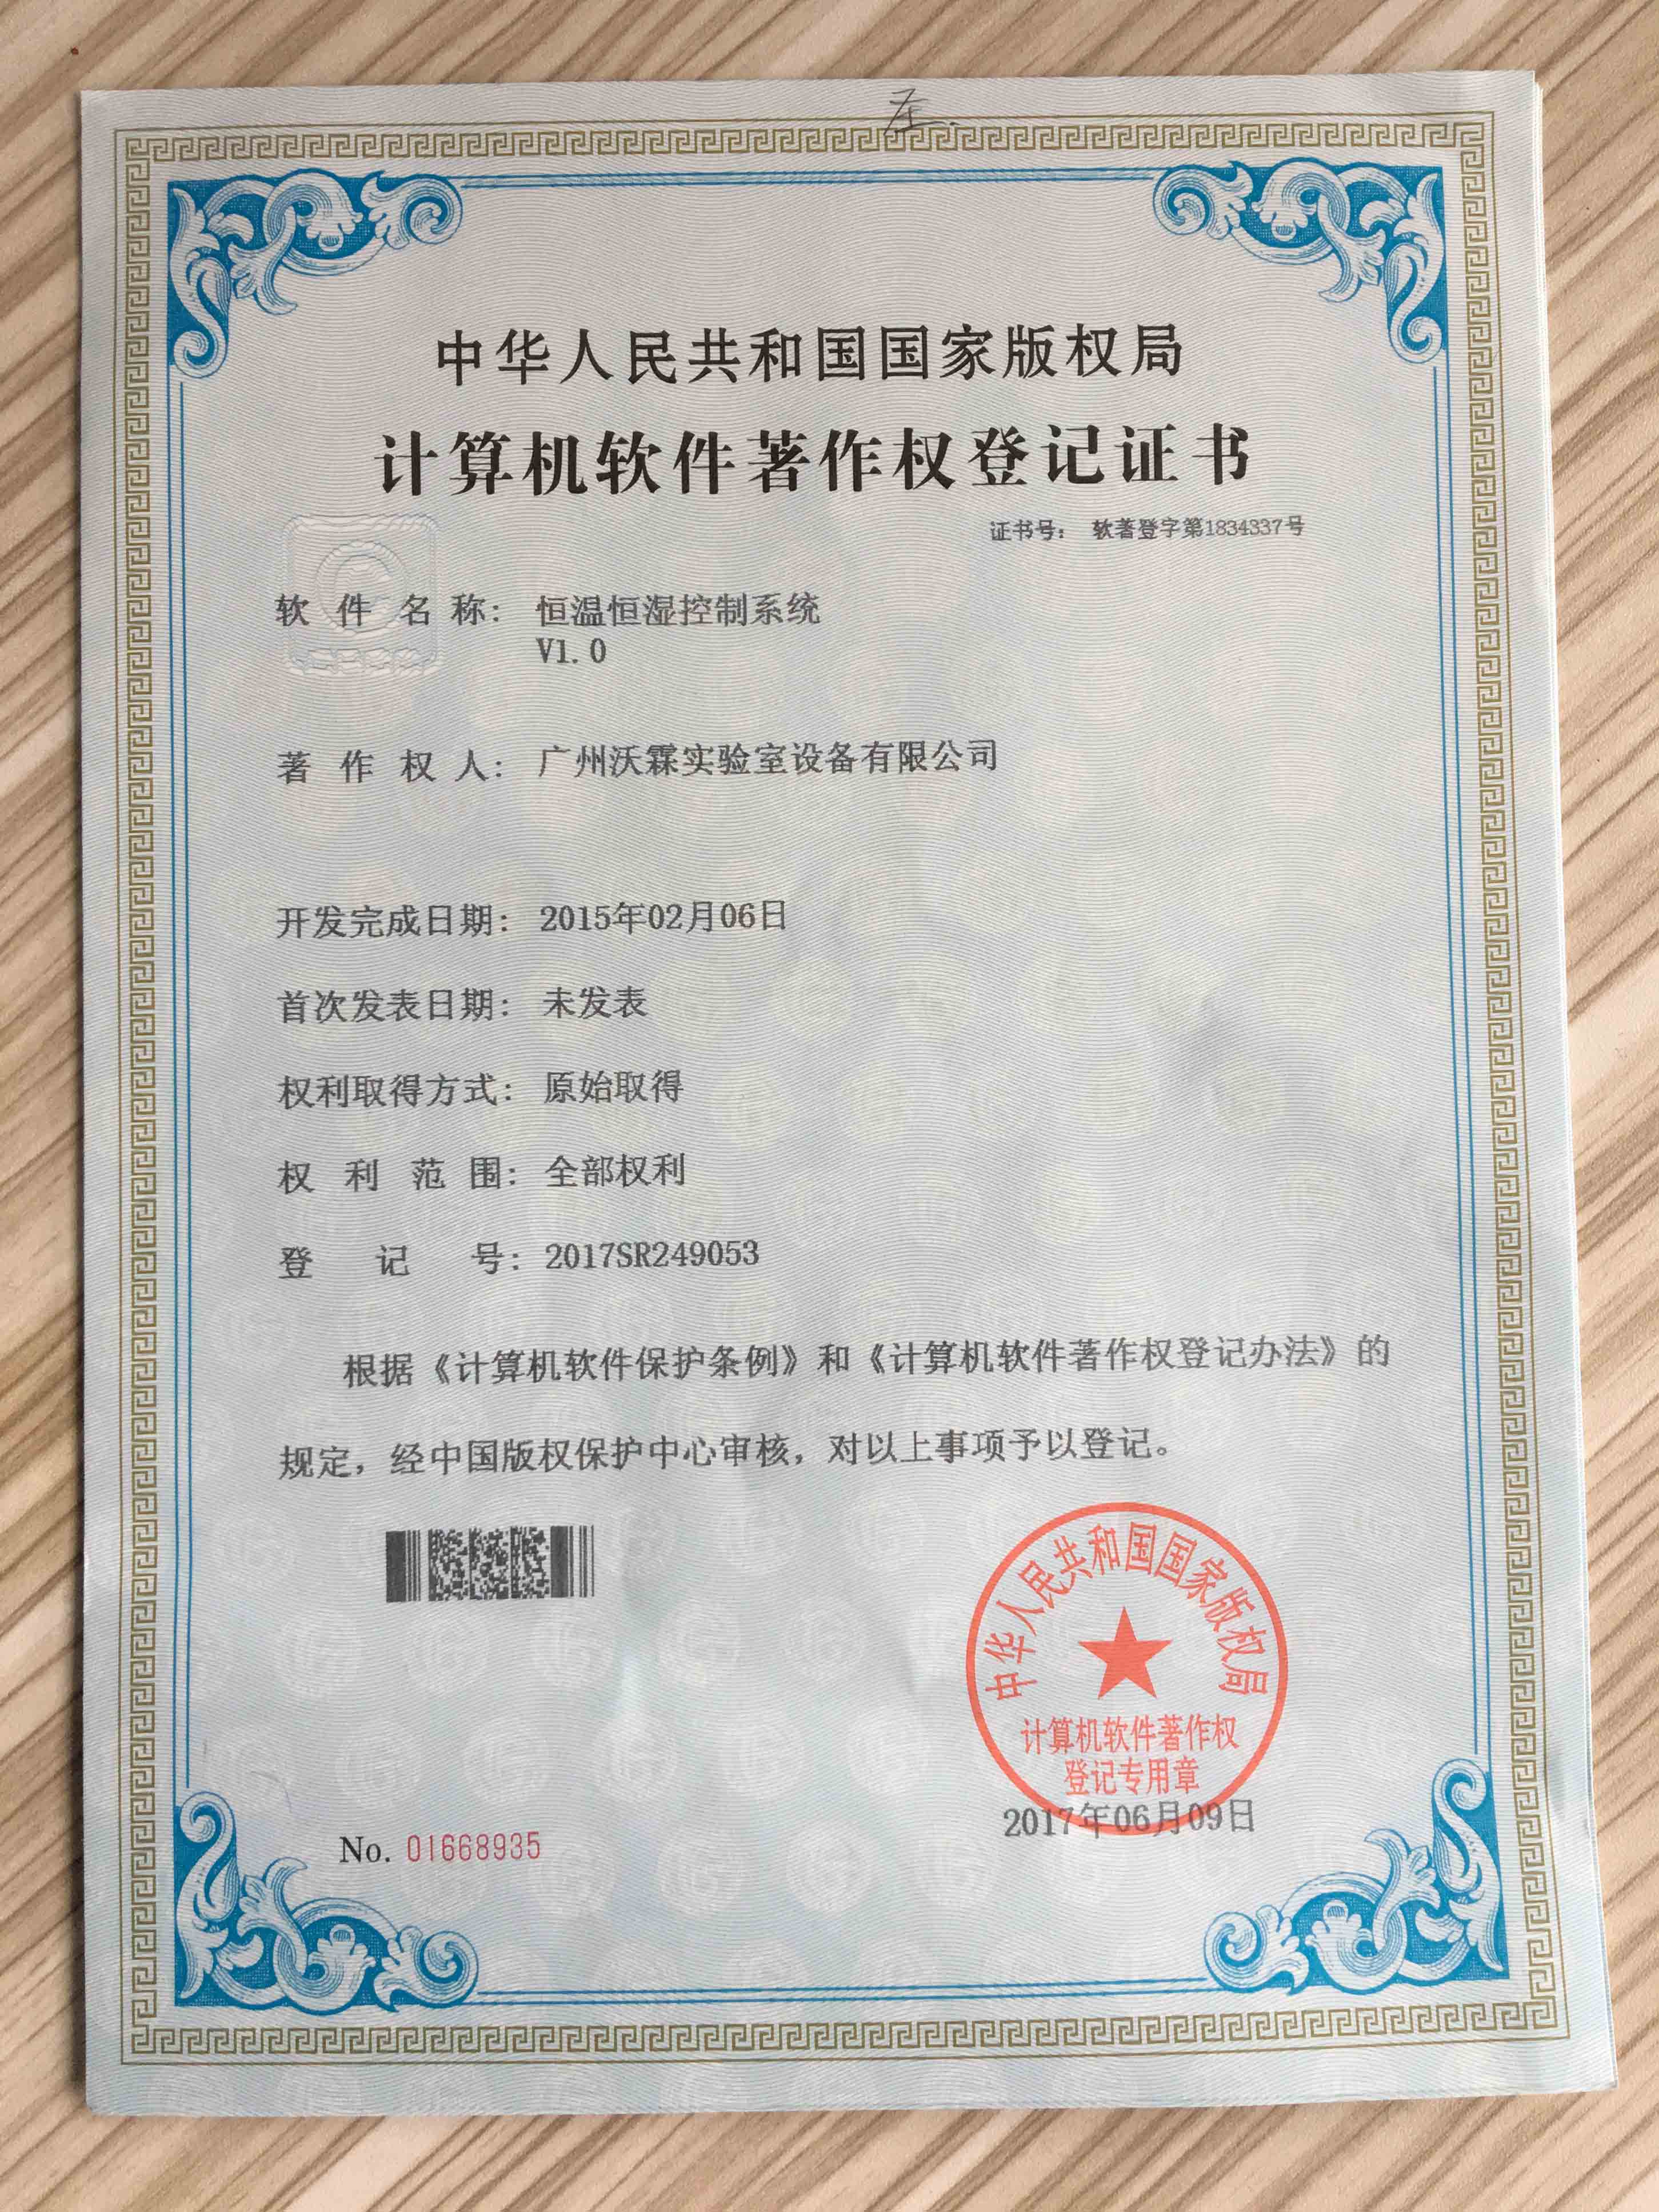 中华人民共和国国家版权局
计算机软件著作权登记证书
证书号: 软著登字第1834337号
软件名称: 恒温恒湿控制系统
V1.0
著作权人: 广州沃霖实验室设备有限公司
开发完成日期: 2015年02月06日
首次发表日期: 未发表
权利取得方式: 原始取得
权利范围: 全部权利
登记号: 2017SR249053
根据《计算机软件保护条例》和《计算机软件著作权登记办法》的
规定，经中国版权保护中心审核，对以上事项予以登记。
中华人民共和国国家版权局
计算机软件著作权
登记专用章
2017年06月09日
No. 01668935